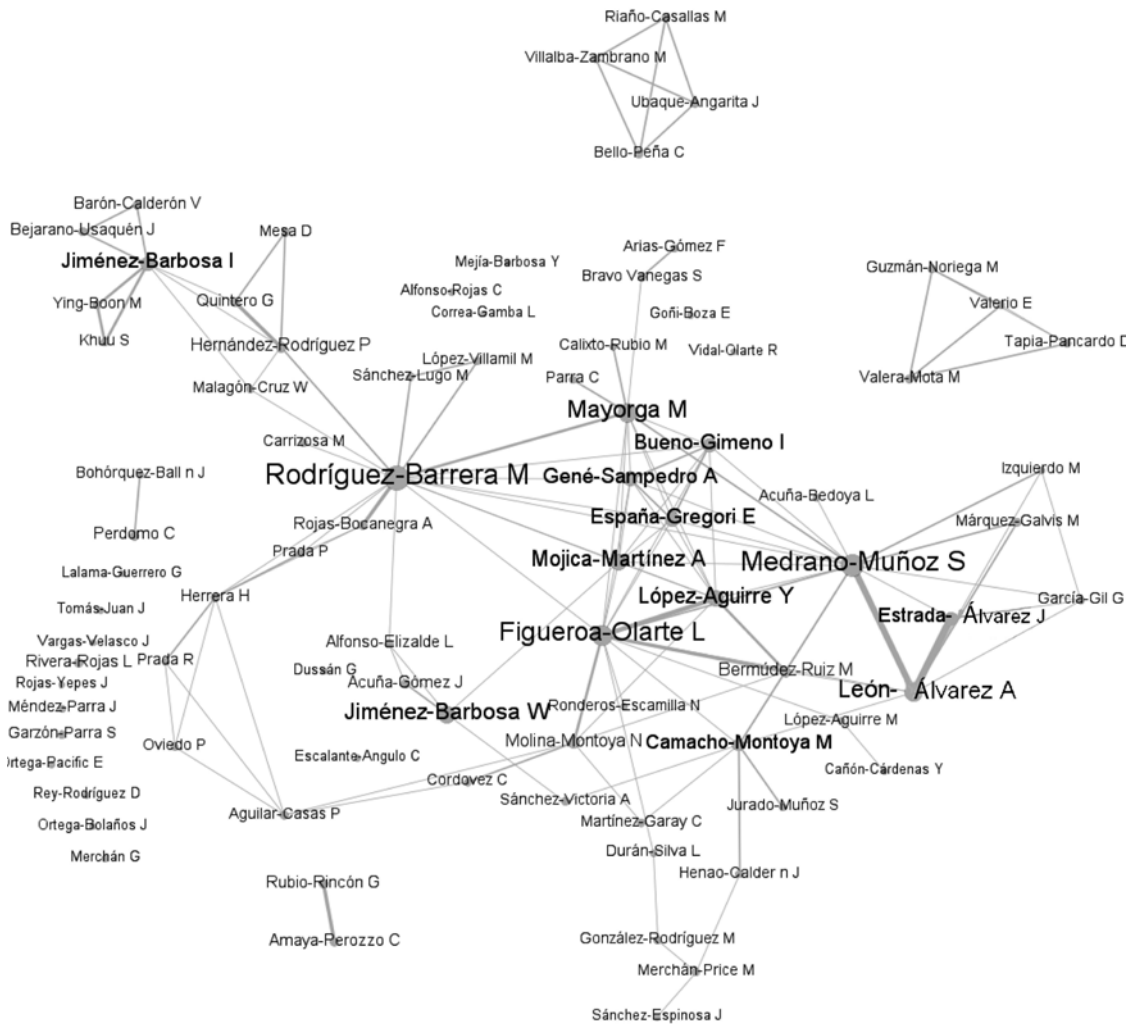 Riaño-Casallas M
Villalba-Zambrano M
Ubaque-Angarita J
Bello-Peña C
Barón-Calderón V
Bejarano-Usaquén J
Mesa D
Jiménez-Barbosa I
Mejía-Barbosa Y
Arias-Gómez F
Bravo Vanegas S
Guzmán-Noriega M
Ying-Boon M
Quintero G
Alfonso-Rojas C
Correa-Gamba L
Goñi-Boza E
Valerio E
Khuu S
Hernández-Rodríguez P
Calixto-Rubio M
Vidal-Olarte R
Tapia-Pancardo D
López-Villamil M
Sánchez-Lugo M
Parra C
Valera-Mota M
Malagón-Cruz W
Mayorga M
Carrizosa M
Bueno-Gimeno I
Bohórquez-Ball n J
Rodríguez-Barrera M
Gené-Sampedro A
Izquierdo M
Acuña-Bedoya L
Rojas-Bocanegra A
España-Gregori E
Márquez-Galvis M
Perdomo C
Prada P
Mojica-Martínez A
Medrano-Muñoz S
Lalama-Guerrero G
Herrera H
López-Aguirre Y
García-Gil G
Tomás-Juan J
Estrada- Álvarez J
Vargas-Velasco J
Alfonso-Elizalde L
Figueroa-Olarte L
Rivera-Rojas L
Prada R
Dussán G
Bermúdez-Ruiz M
Rojas-Yepes J
Acuña-Gómez J
León- Álvarez A
Méndez-Parra J
Jiménez-Barbosa W
Ronderos-Escamilla N
López-Aguirre M
Garzón-Parra S
Oviedo P
Molina-Montoya N
Camacho-Montoya M
Ortega-Pacific E
Escalante-Angulo C
Cañón-Cárdenas Y
Cordovez C
Rey-Rodríguez D
Sánchez-Victoria A
Jurado-Muñoz S
Aguilar-Casas P
Ortega-Bolaños J
Martínez-Garay C
Merchán G
Durán-Silva L
Henao-Calder n J
Rubio-Rincón G
Amaya-Perozzo C
González-Rodríguez M
Merchán-Price M
Sánchez-Espinosa J